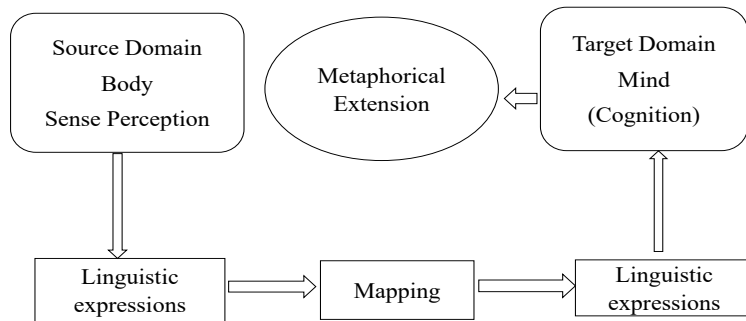 Source Domain
Body
Sense Perception
Metaphorical
Extension
Target Domain
Mind
(Cognition)
Linguistic
expressions
Mapping
Linguistic
expressions